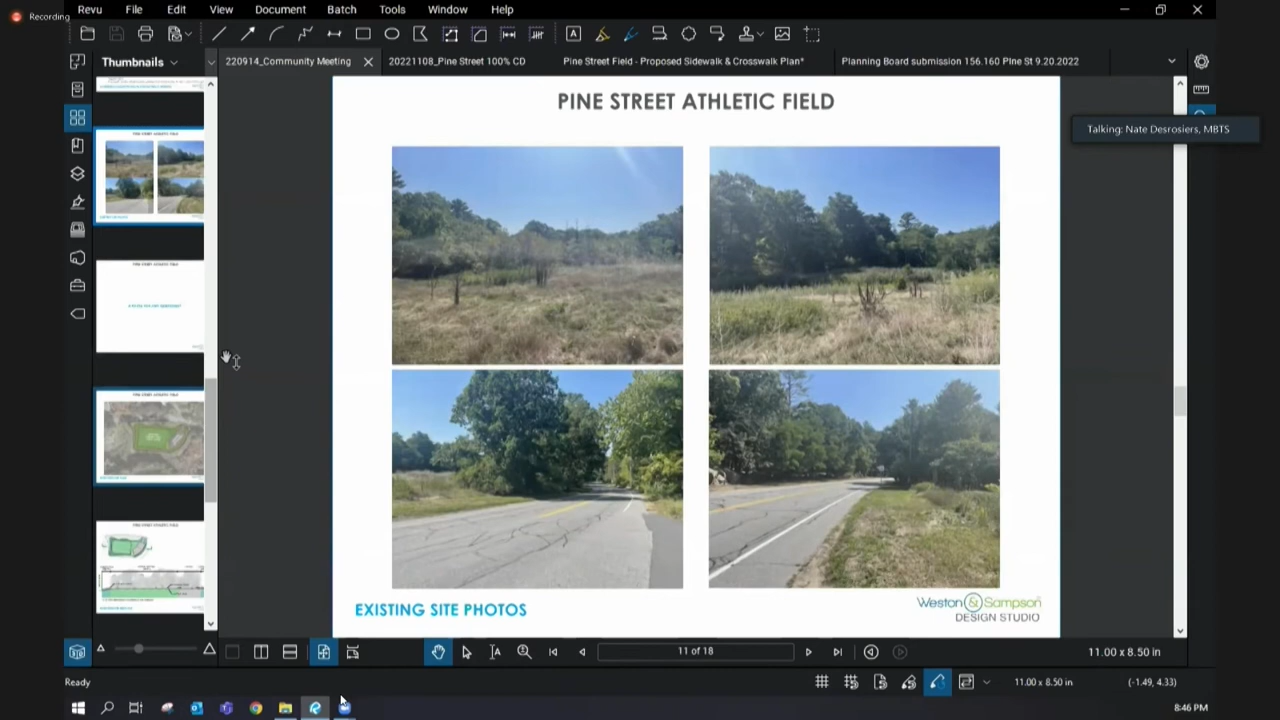 Recording
Revu File Edit View Document Batch Tools Window Help
Thumbnails
220914_Community Meeting
20221108_Pine Street 100% CD
Pine Street Field - Proposed Sidewalk & Crosswalk Plan*
Planning Board submission 156.160 Pine St 9.20.2022
Talking: Nate Desrosiers, MBTS
PINE STREET ATHLETIC FIELD
EXISTING SITE PHOTOS
Weston & Sampson
DESIGN STUDIO
11 of 18
11.00 x 8.50 in
Ready
11.00 x 8.50 in
(-1.49, 4.33)
8:46 PM